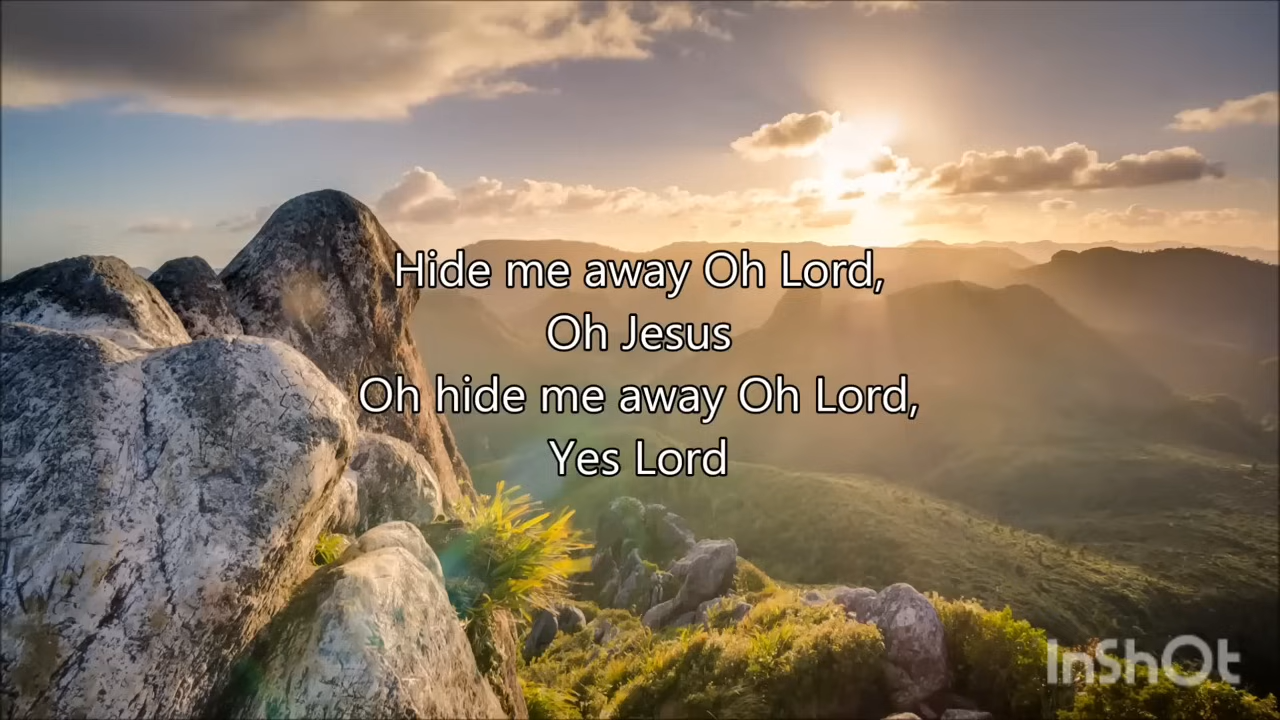 Hide me away Oh Lord,
Oh Jesus
Oh hide me away Oh Lord,
Yes Lord
InShOt